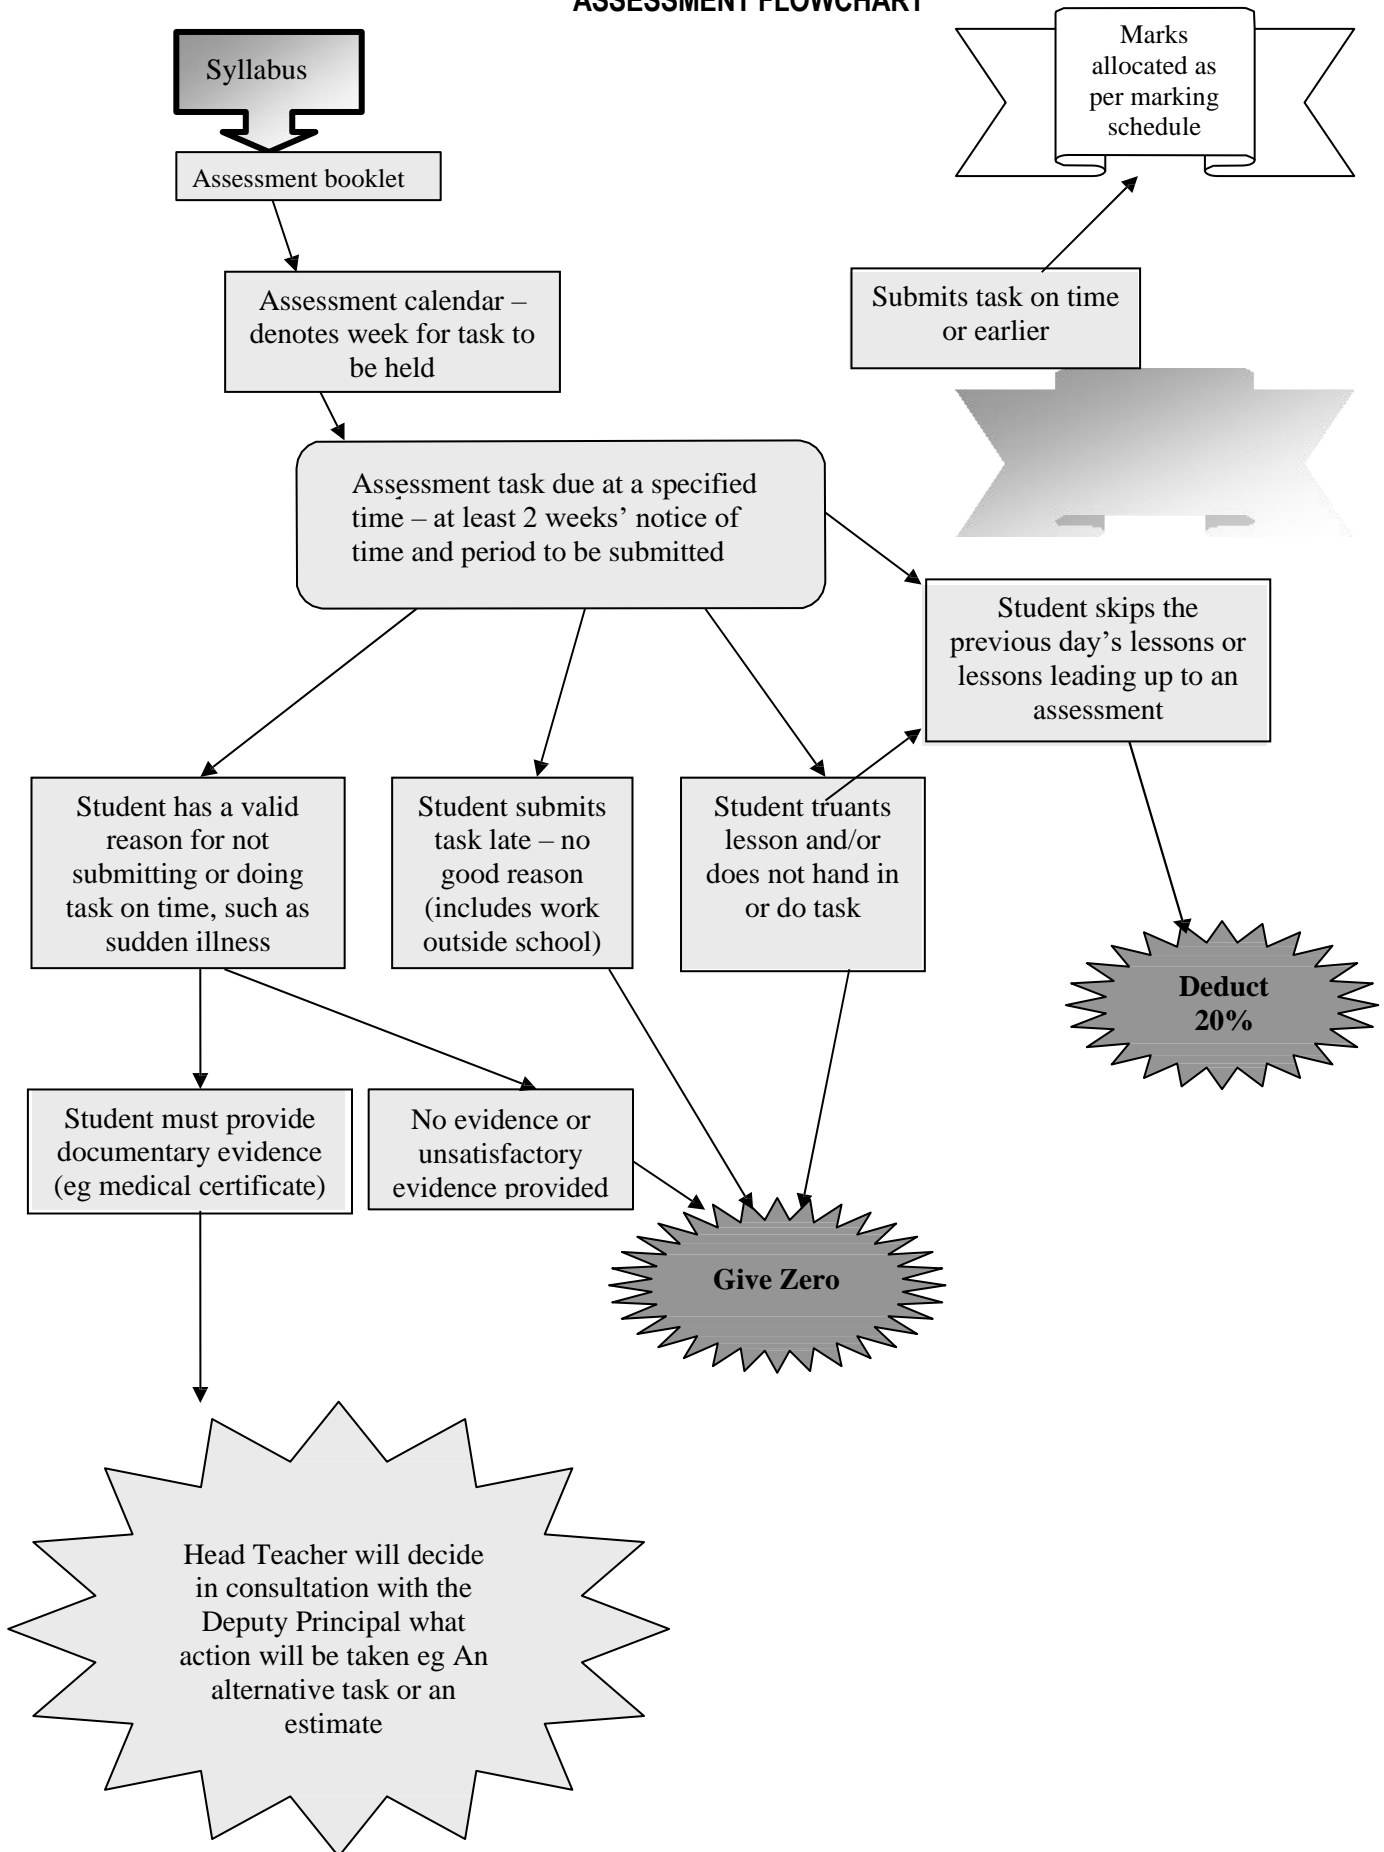 ASSESSMENT FLOWCHART
Syllabus
Marks
allocated as
per marking
schedule
Assessment booklet
Assessment calendar –
denotes week for task to
be held
Submits task on time
or earlier
Assessment task due at a specified
time – at least 2 weeks’ notice of
time and period to be submitted
Student skips the
previous day’s lessons or
lessons leading up to an
assessment
Student has a valid
reason for not
submitting or doing
task on time, such as
sudden illness
Student submits
task late – no
good reason
(includes work
outside school)
Student truants
lesson and/or
does not hand in
or do task
Deduct
20%
Student must provide
documentary evidence
(eg medical certificate)
No evidence or
unsatisfactory
evidence provided
Give Zero
Head Teacher will decide
in consultation with the
Deputy Principal what
action will be taken eg An
alternative task or an
estimate